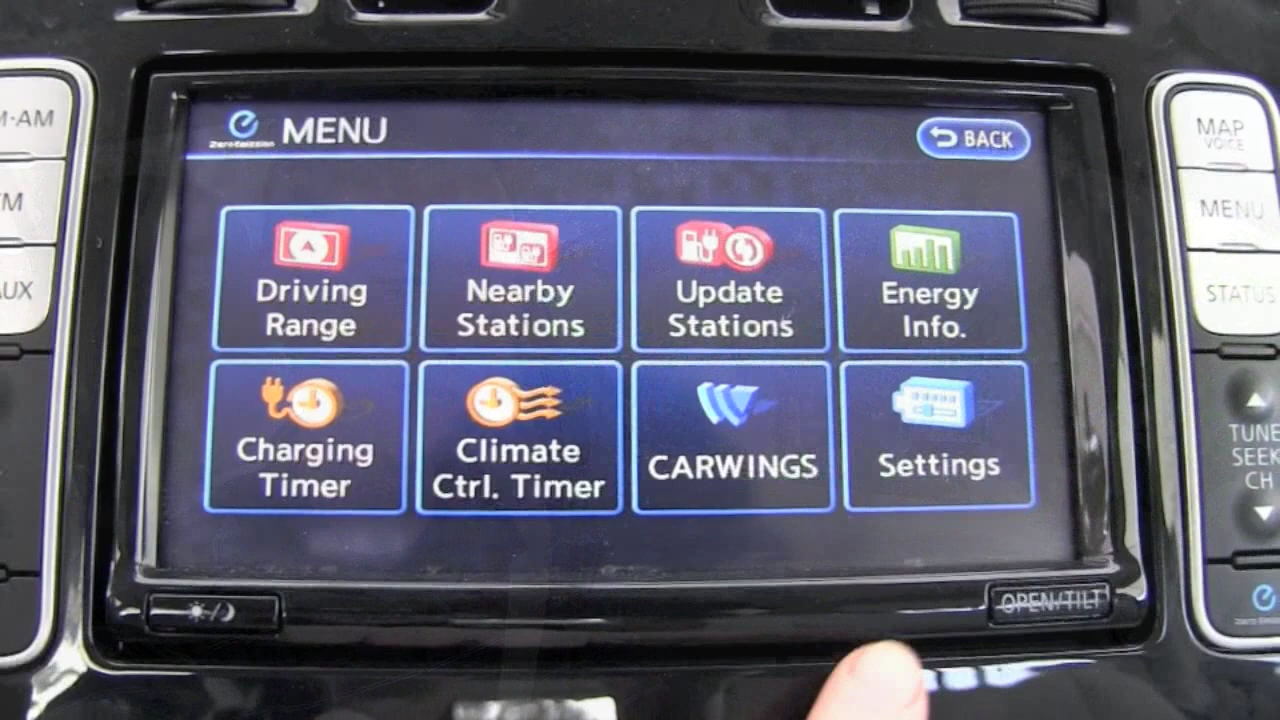 MENU
BACK
Driving
Range
Nearby
Stations
Update
Stations
Energy
Info.
Charging
Timer
Climate
Ctrl. Timer
CARWINGS
Settings
OPEN/TILT
M-AM
AUX
MAP
VOICE
MENU
STATUS
TUNE
SEEK
CH